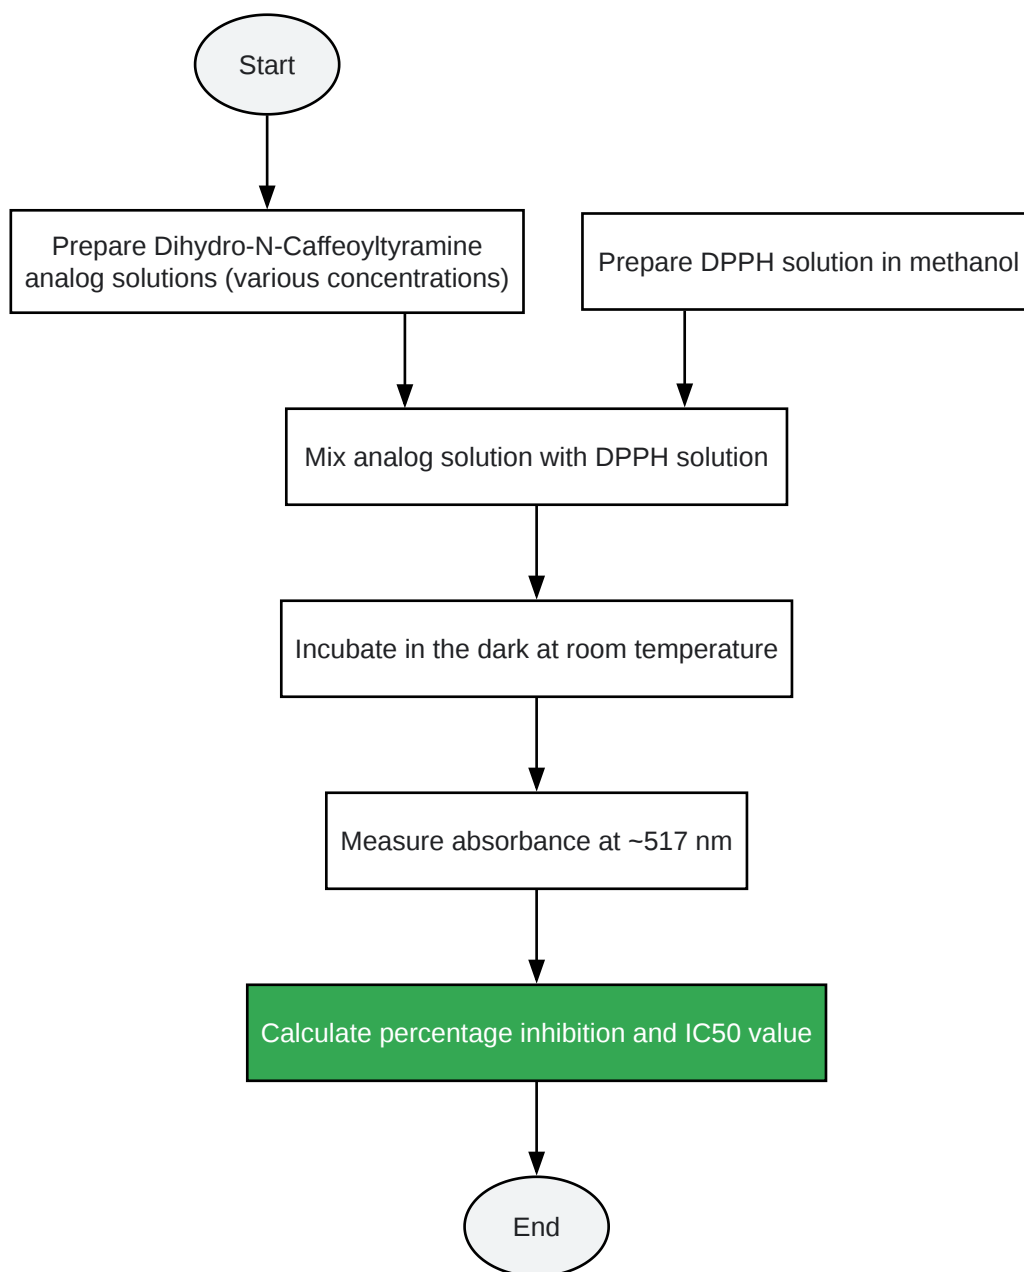 Start
Prepare Dihydro-N-Caffeoyltyramine
analog solutions (various concentrations)
Prepare DPPH solution in methanol
Mix analog solution with DPPH solution
Incubate in the dark at room temperature
Measure absorbance at ~517 nm
Calculate percentage inhibition and IC50 value
End